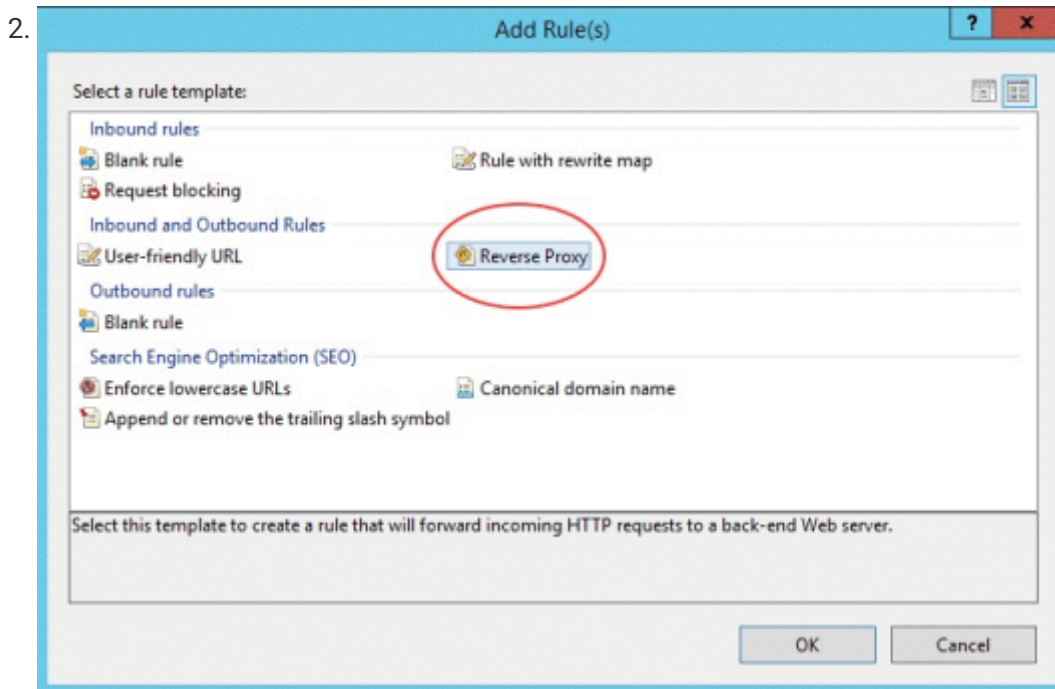 2.
Add Rule(s)
? x
Select a rule template:
Inbound rules
Blank rule
Rule with rewrite map
Request blocking
Inbound and Outbound Rules
User-friendly URL
Reverse Proxy
Outbound rules
Blank rule
Search Engine Optimization (SEO)
Enforce lowercase URLs
Canonical domain name
Append or remove the trailing slash symbol
Select this template to create a rule that will forward incoming HTTP requests to a back-end Web server.
OK
Cancel